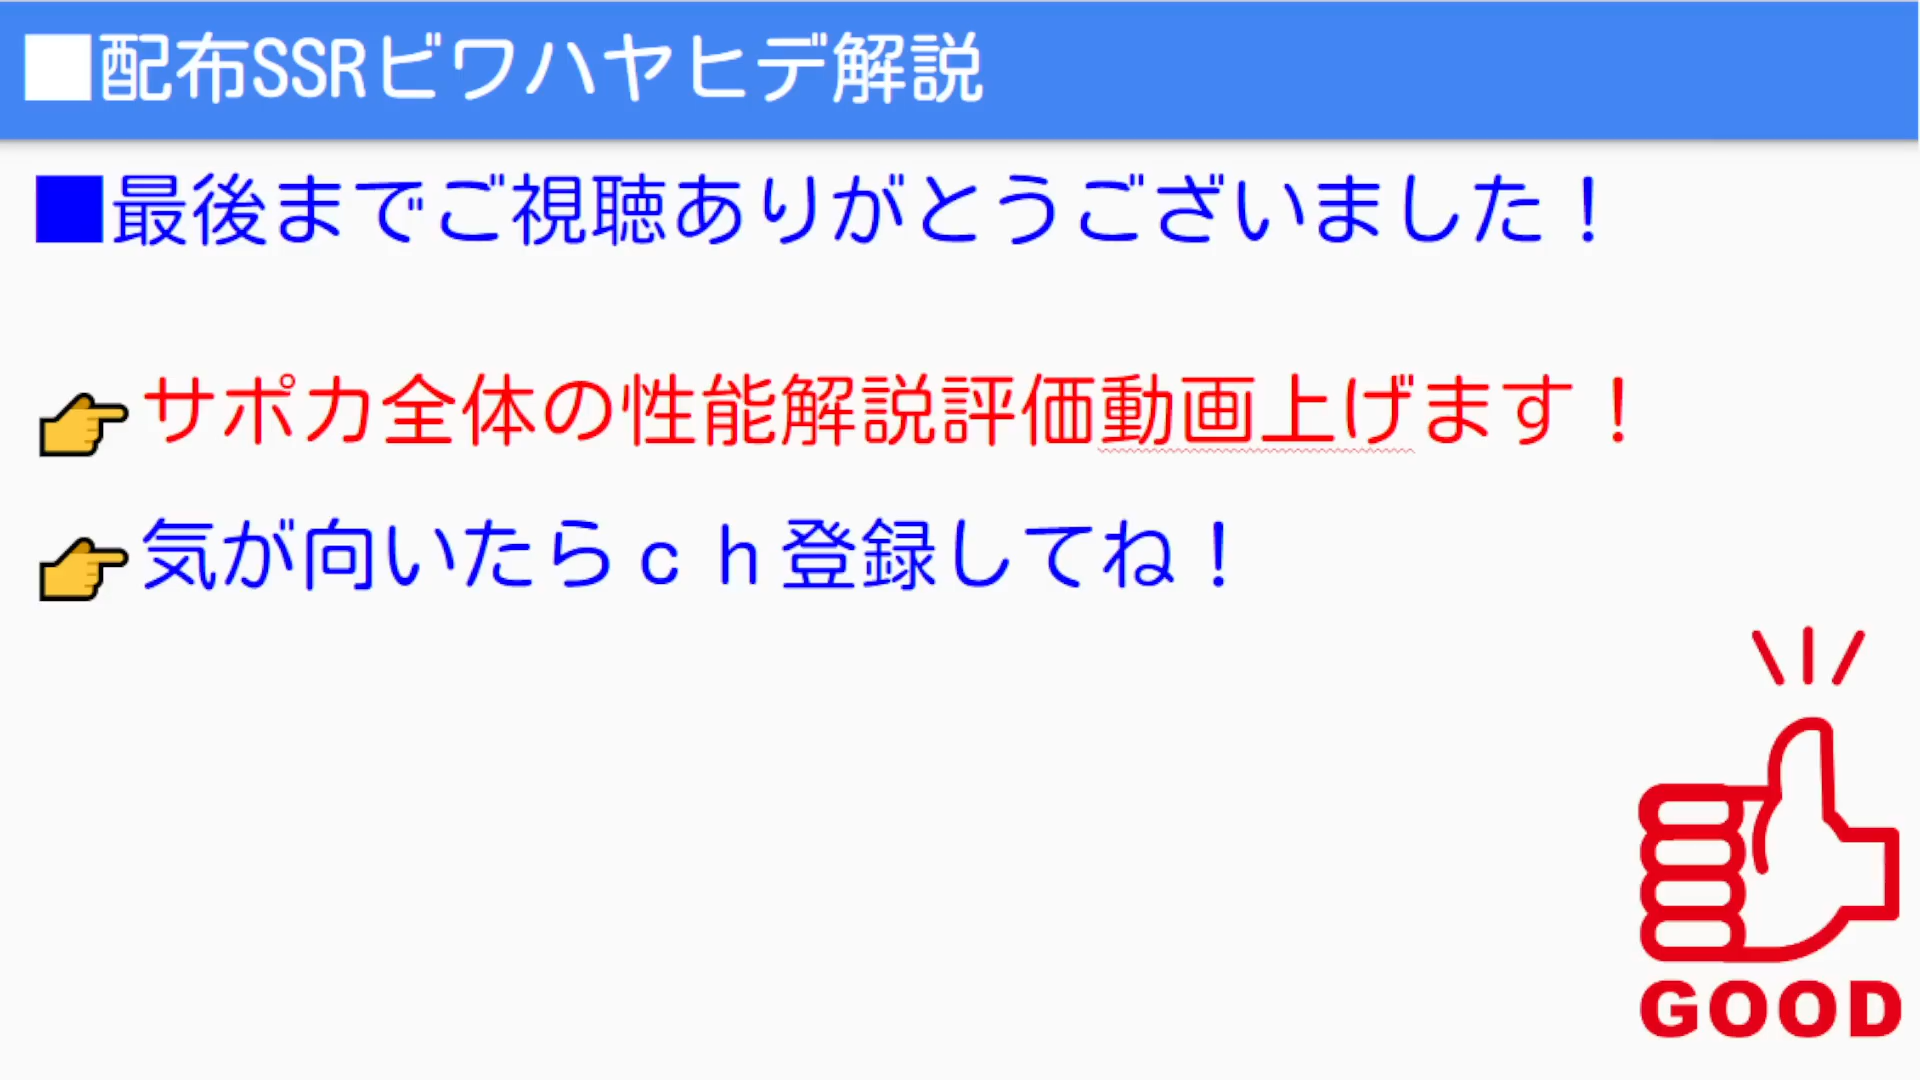 ■配布SSRビワハヤヒデ解説
■最後までご視聴ありがとうございました！
👉サポカ全体の性能解説評価動画上げます！
👉気が向いたらｃｈ登録してね！
GOOD